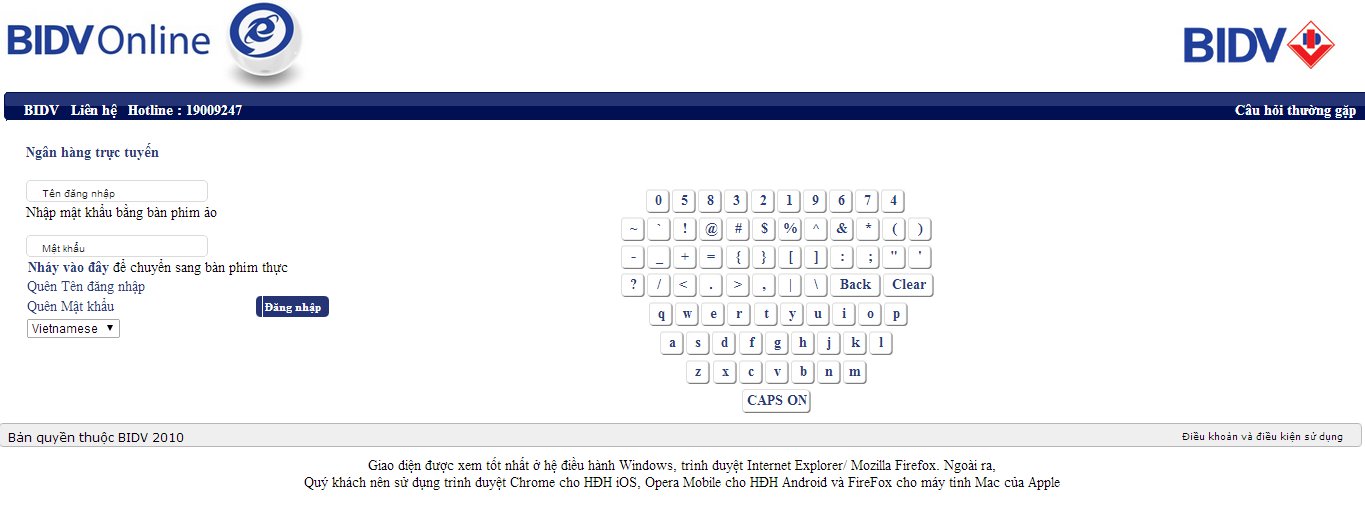 BIDV Online
BIDV
BIDV Liên hệ Hotline : 19009247
Câu hỏi thường gặp
Ngân hàng trực tuyến
Tên đăng nhập
Nhập mật khẩu bằng bàn phím ảo
Mật khẩu
Nháy vào đây để chuyển sang bàn phím thực
Quên Tên đăng nhập
Quên Mật khẩu
Đăng nhập
Vietnamese
0 5 8 3 2 1 9 6 7 4
~ ` ! @ # $ % ^ & * ( )
- _ + = { } [ ] : ; " '
? / < . > , | \ Back Clear
q w e r t y u i o p
a s d f g h j k l
z x c v b n m
CAPS ON
Bản quyền thuộc BIDV 2010
Điều khoản và điều kiện sử dụng
Giao diện được xem tốt nhất ở hệ điều hành Windows, trình duyệt Internet Explorer/ Mozilla Firefox. Ngoài ra,
Quý khách nên sử dụng trình duyệt Chrome cho HĐH iOS, Opera Mobile cho HĐH Android và FireFox cho máy tính Mac của Apple